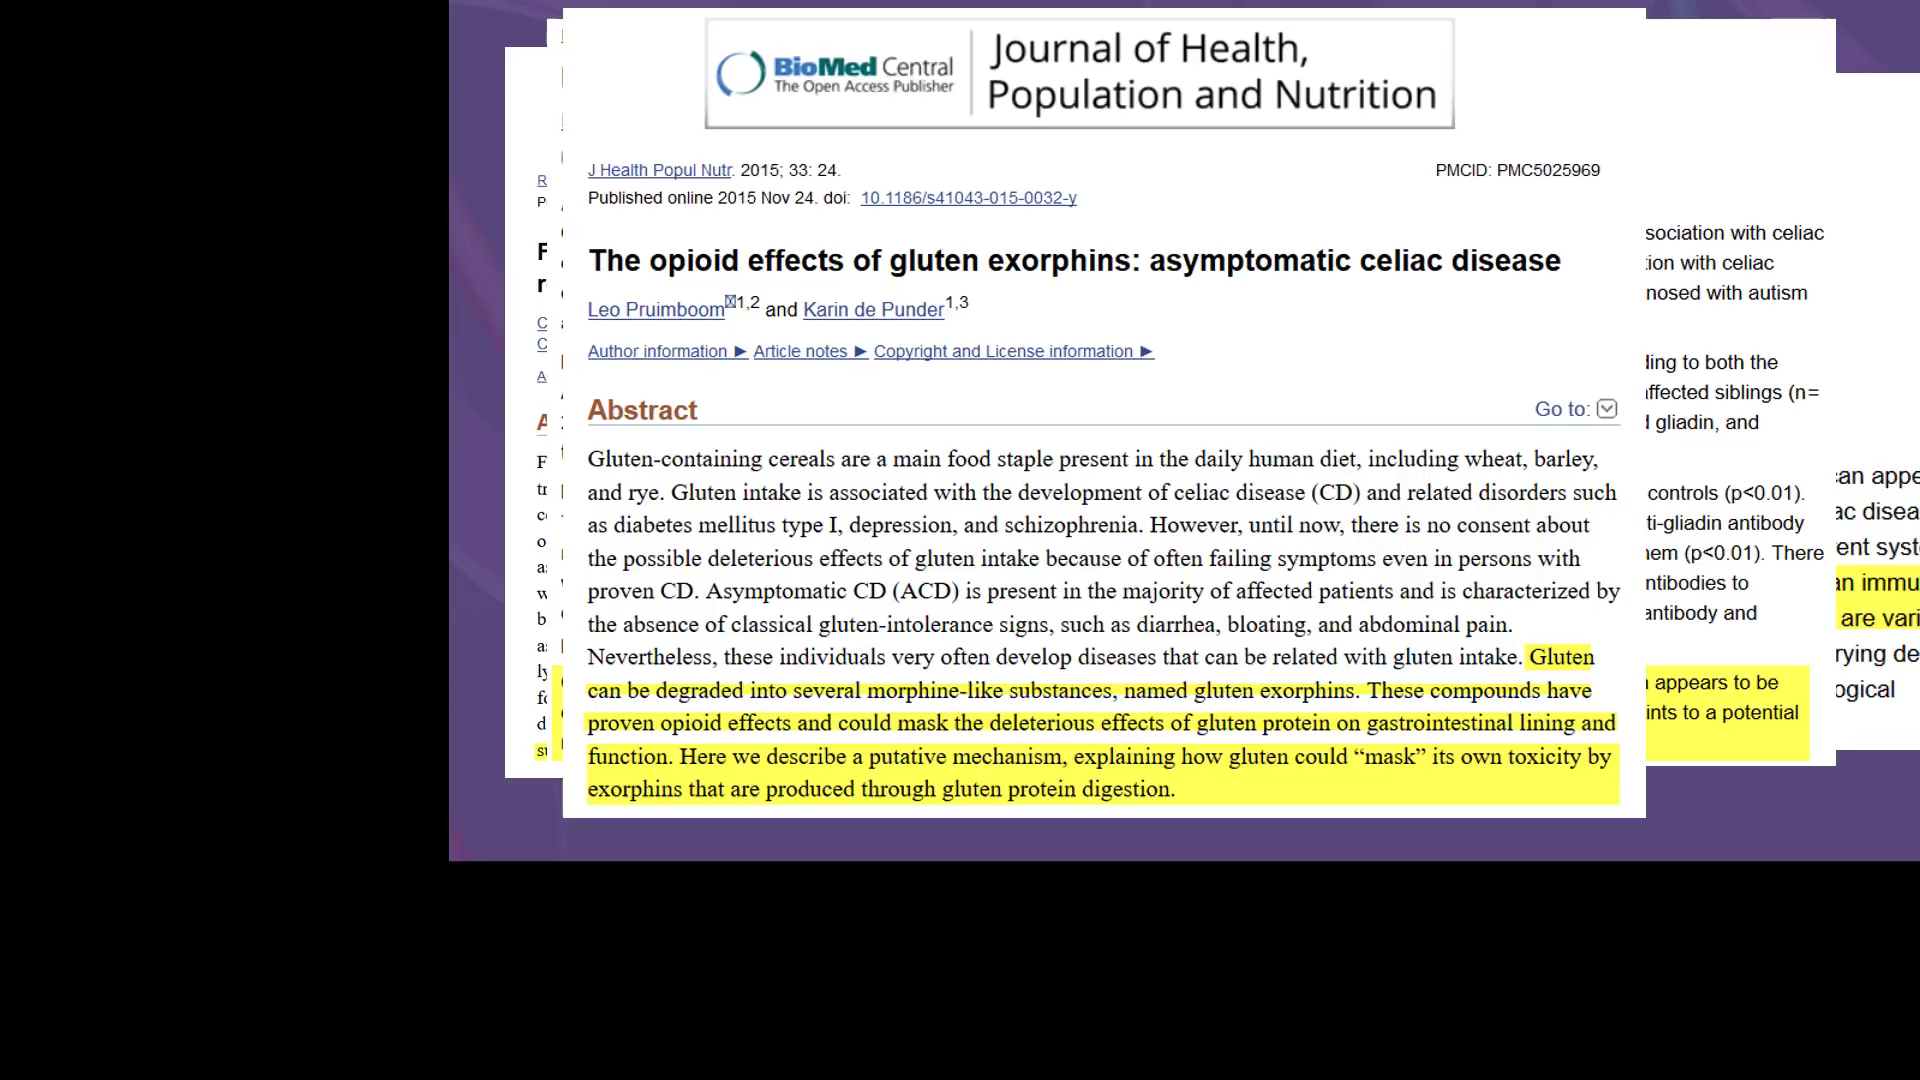 BioMed Central
The Open Access Publisher
Journal of Health,
Population and Nutrition
J Health Popul Nutr. 2015; 33: 24.
PMCID: PMC5025969
Published online 2015 Nov 24. doi: 10.1186/s41043-015-0032-y
The opioid effects of gluten exorphins: asymptomatic celiac disease
Leo Pruimboom 1,2 and Karin de Punder 1,3
Author information ► Article notes ► Copyright and License information ►
Abstract
Go to:
Gluten-containing cereals are a main food staple present in the daily human diet, including wheat, barley,
and rye. Gluten intake is associated with the development of celiac disease (CD) and related disorders such
as diabetes mellitus type I, depression, and schizophrenia. However, until now, there is no consent about
the possible deleterious effects of gluten intake because of often failing symptoms even in persons with
proven CD. Asymptomatic CD (ACD) is present in the majority of affected patients and is characterized by
the absence of classical gluten-intolerance signs, such as diarrhea, bloating, and abdominal pain.
Nevertheless, these individuals very often develop diseases that can be related with gluten intake. Gluten
can be degraded into several morphine-like substances, named gluten exorphins. These compounds have
proven opioid effects and could mask the deleterious effects of gluten protein on gastrointestinal lining and
function. Here we describe a putative mechanism, explaining how gluten could “mask” its own toxicity by
exorphins that are produced through gluten protein digestion.
with celiac
with celiac
with autism
to both the
siblings (n=
gliadin, and
controls (p<0.01).
antibody
(p<0.01). There
to
antibody and
appears to be
to a potential
are